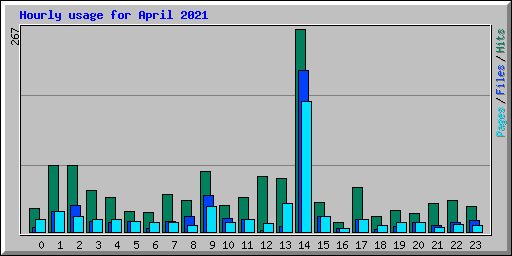 Hourly usage for April 2021
267
Pages / Files / Hits
0 1 2 3 4 5 6 7 8 9 10 11 12 13 14 15 16 17 18 19 20 21 22 23